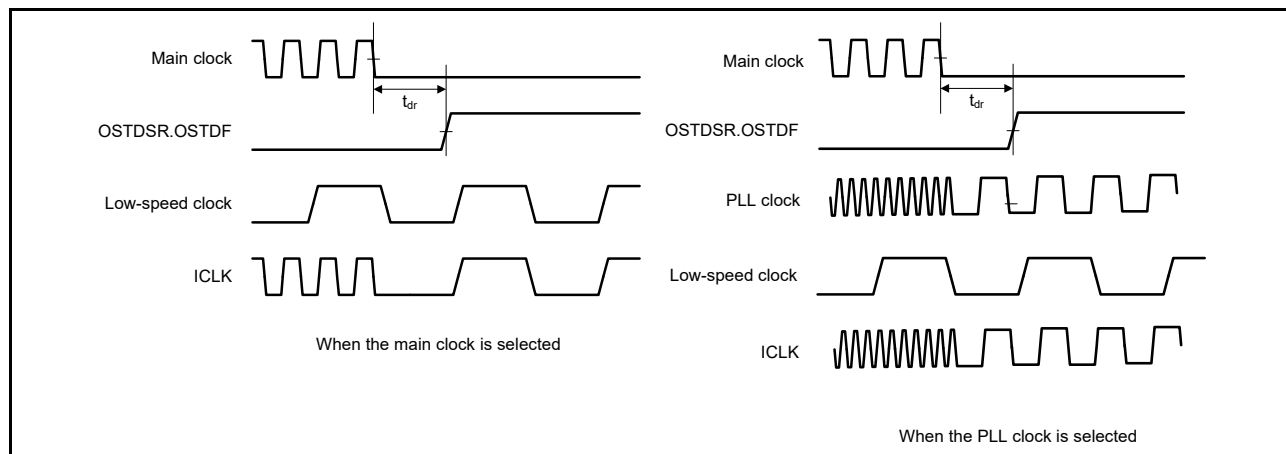 Main clock
t_dr
OSTDSR.OSTDF
Low-speed clock
ICLK
When the main clock is selected
Main clock
t_dr
OSTDSR.OSTDF
PLL clock
Low-speed clock
ICLK
When the PLL clock is selected